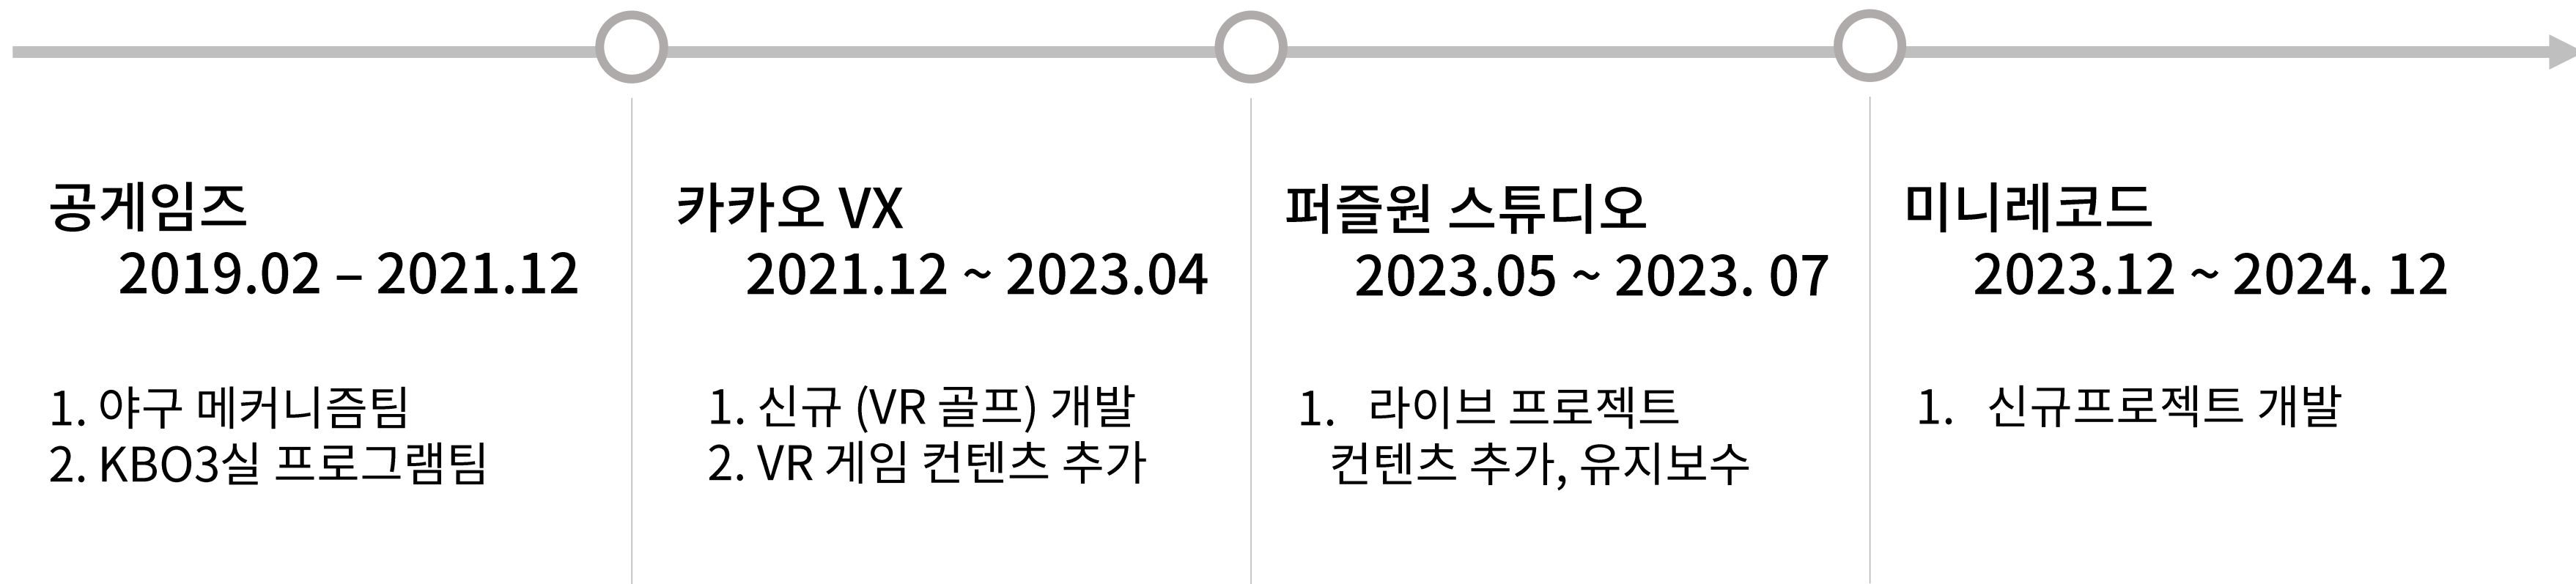 공게임즈
2019.02 – 2021.12
1. 야구 메커니즘팀
2. KBO3실 프로그램팀
카카오 VX
2021.12 ~ 2023.04
1. 신규 (VR 골프) 개발
2. VR 게임 컨텐츠 추가
퍼즐원 스튜디오
2023.05 ~ 2023. 07
1. 라이브 프로젝트
컨텐츠 추가, 유지보수
미니레코드
2023.12 ~ 2024. 12
1. 신규프로젝트 개발